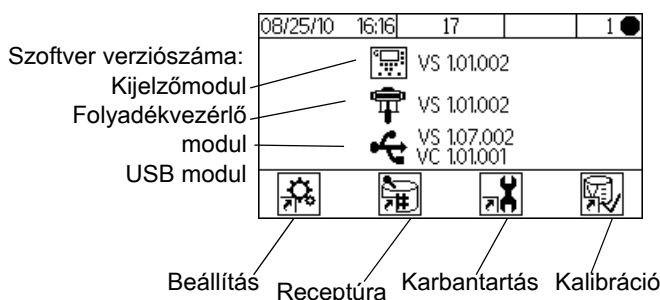 08/25/10 16:16 17 1
Szoftver verziószáma:
Kijelzőmodul
VS 1.01.002
Folyadékvezérlő
modul
VS 1.01.002
USB modul
VS 1.07.002
VC 1.01.001
Beállítás Receptúra Karbantartás Kalibráció